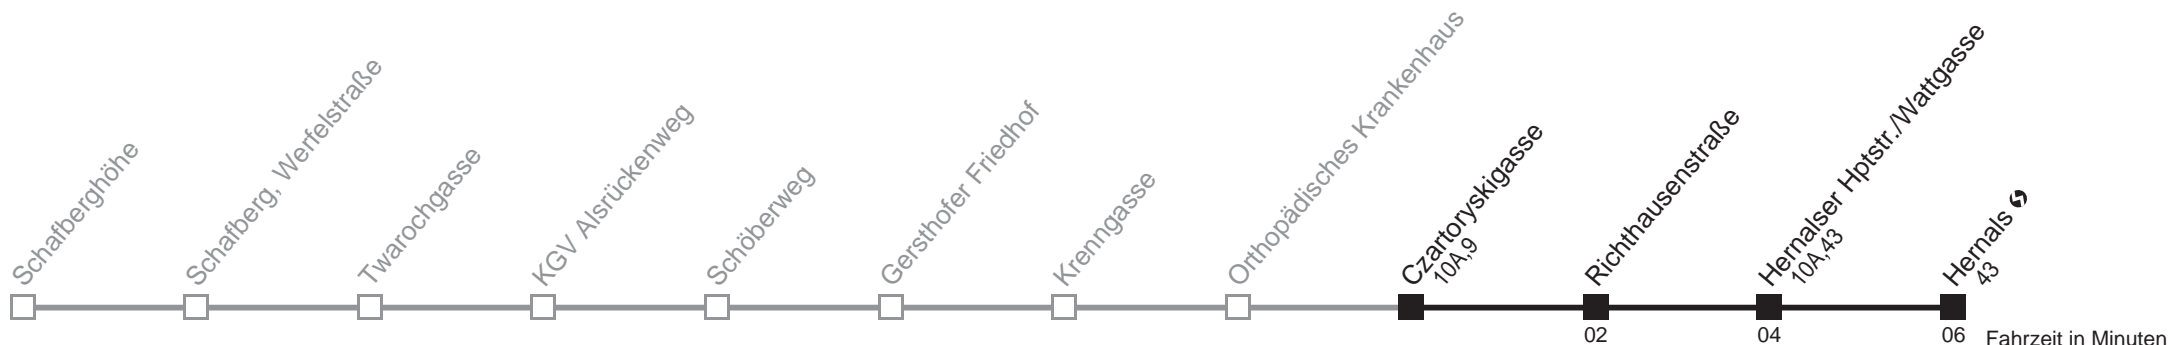 Schafberghöhe
Schafberg, Werfelstraße
Twarochgasse
KGV Alsrückenweg
Schöberweg
Gersthofer Friedhof
Krenngasse
Orthopädisches Krankenhaus
Czartoryskigasse
10A,9
Richthausenstraße
Hernalser Hptstr./Wattgasse
10A,43
Hernals
43
02
04
06
Fahrzeit in Minuten